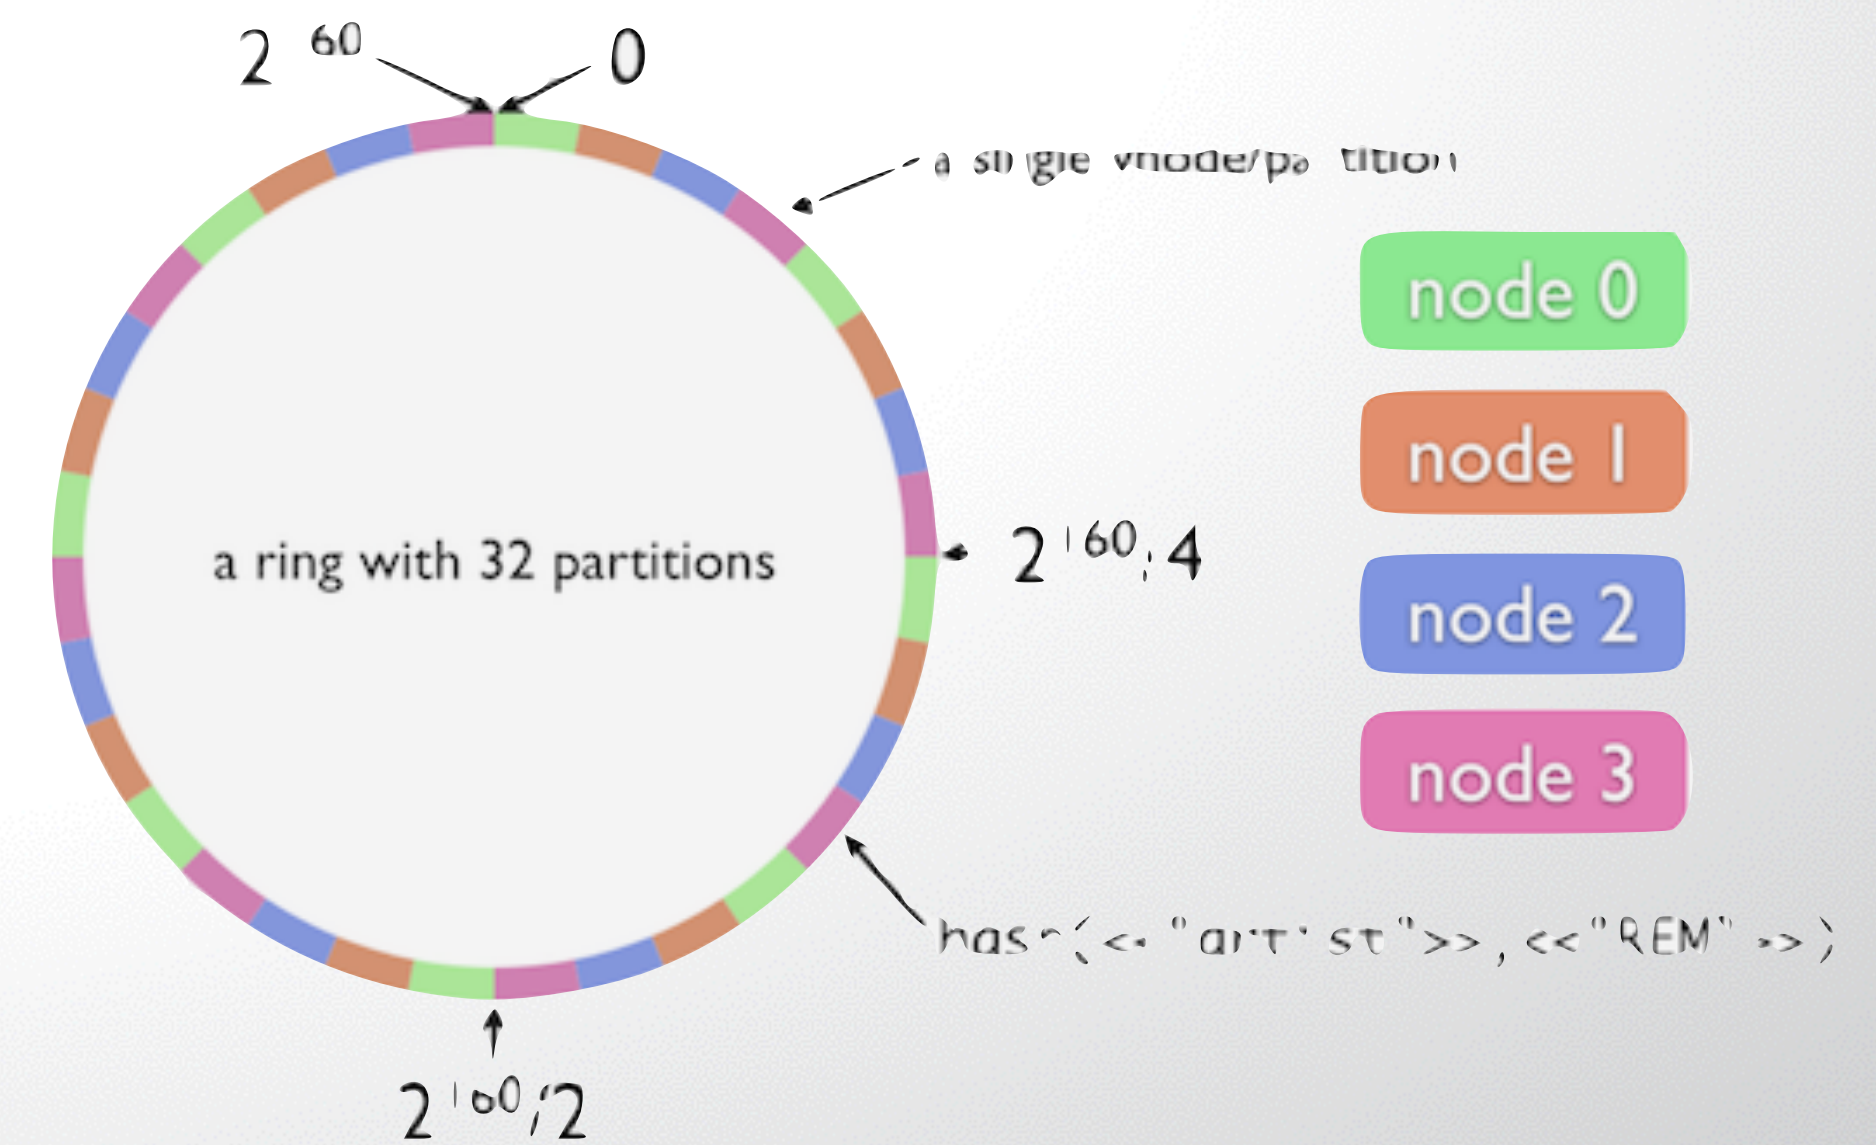 2 60
0
a single vnode/partition
node 0
node 1
node 2
node 3
a ring with 32 partitions
2^160/4
hash(<<"artist">>,<<"REM">>)
2^160/2